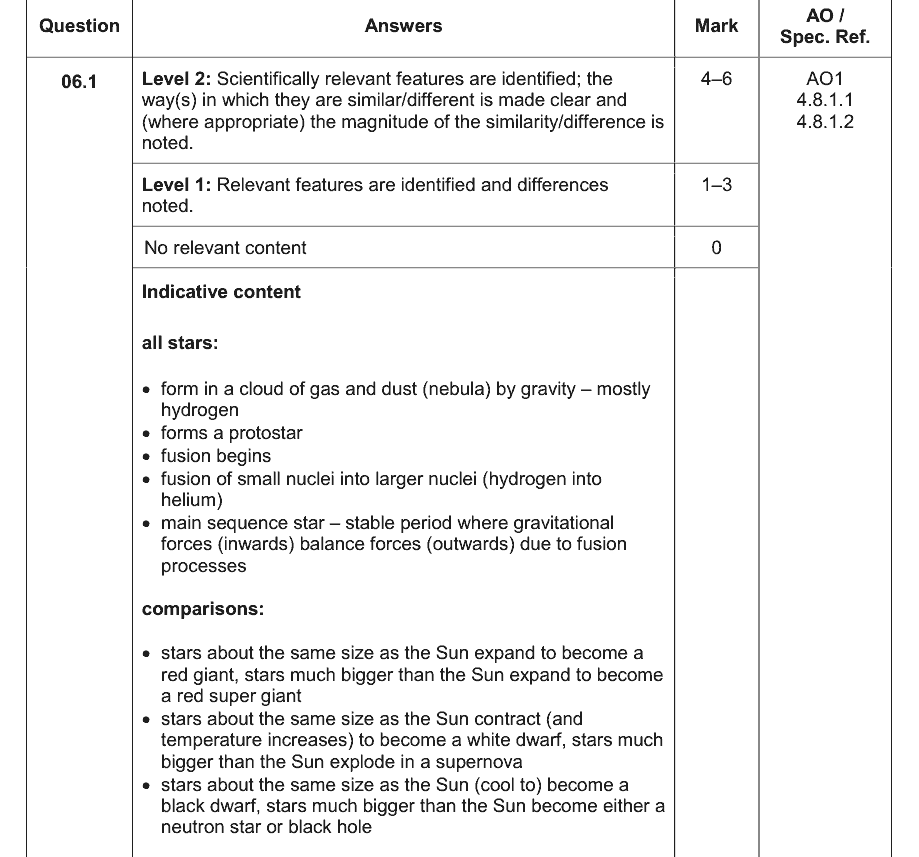 Question Answers Mark AO /
Spec. Ref.
06.1 Level 2: Scientifically relevant features are identified; the 4–6 AO1
way(s) in which they are similar/different is made clear and 4.8.1.1
(where appropriate) the magnitude of the similarity/difference is 4.8.1.2
noted.
Level 1: Relevant features are identified and differences 1–3
noted.
No relevant content 0
Indicative content
all stars:
• form in a cloud of gas and dust (nebula) by gravity – mostly
hydrogen
• forms a protostar
• fusion begins
• fusion of small nuclei into larger nuclei (hydrogen into
helium)
• main sequence star – stable period where gravitational
forces (inwards) balance forces (outwards) due to fusion
processes
comparisons:
• stars about the same size as the Sun expand to become a
red giant, stars much bigger than the Sun expand to become
a red super giant
• stars about the same size as the Sun contract (and
temperature increases) to become a white dwarf, stars much
bigger than the Sun explode in a supernova
• stars about the same size as the Sun (cool to) become a
black dwarf, stars much bigger than the Sun become either a
neutron star or black hole